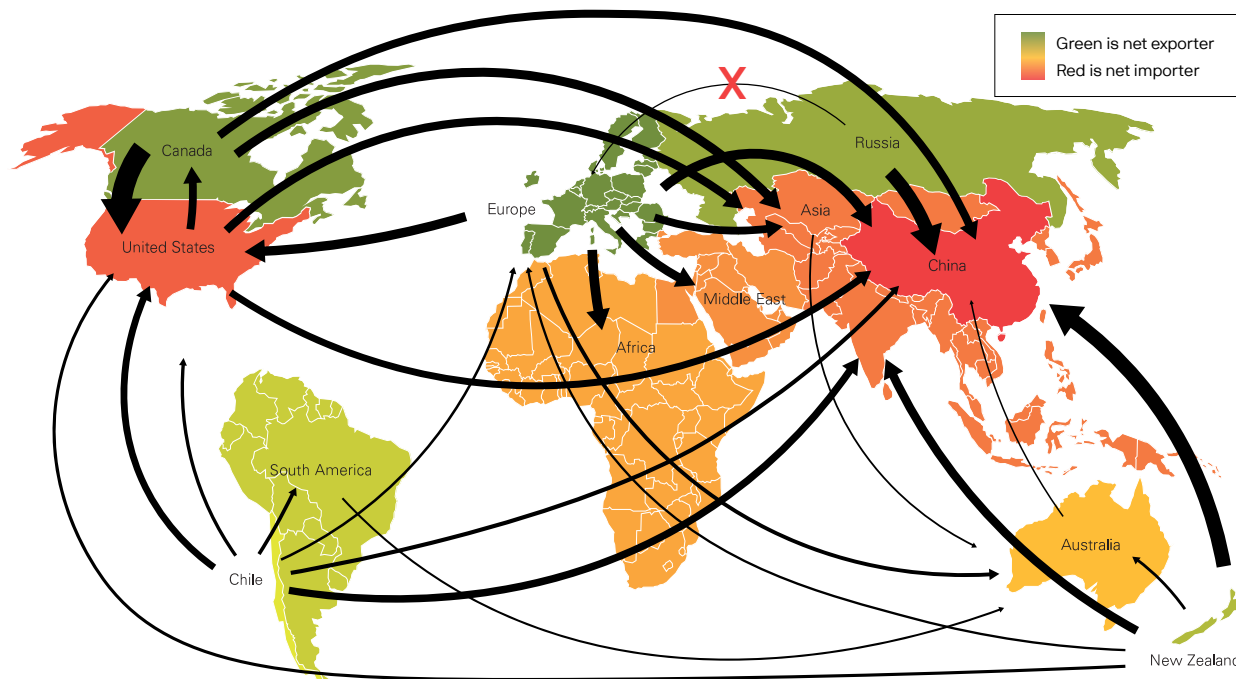 Green is net exporter
Red is net importer
X
Canada
Russia
Europe
Asia
United States
China
Middle East
Africa
South America
Australia
Chile
New Zealand